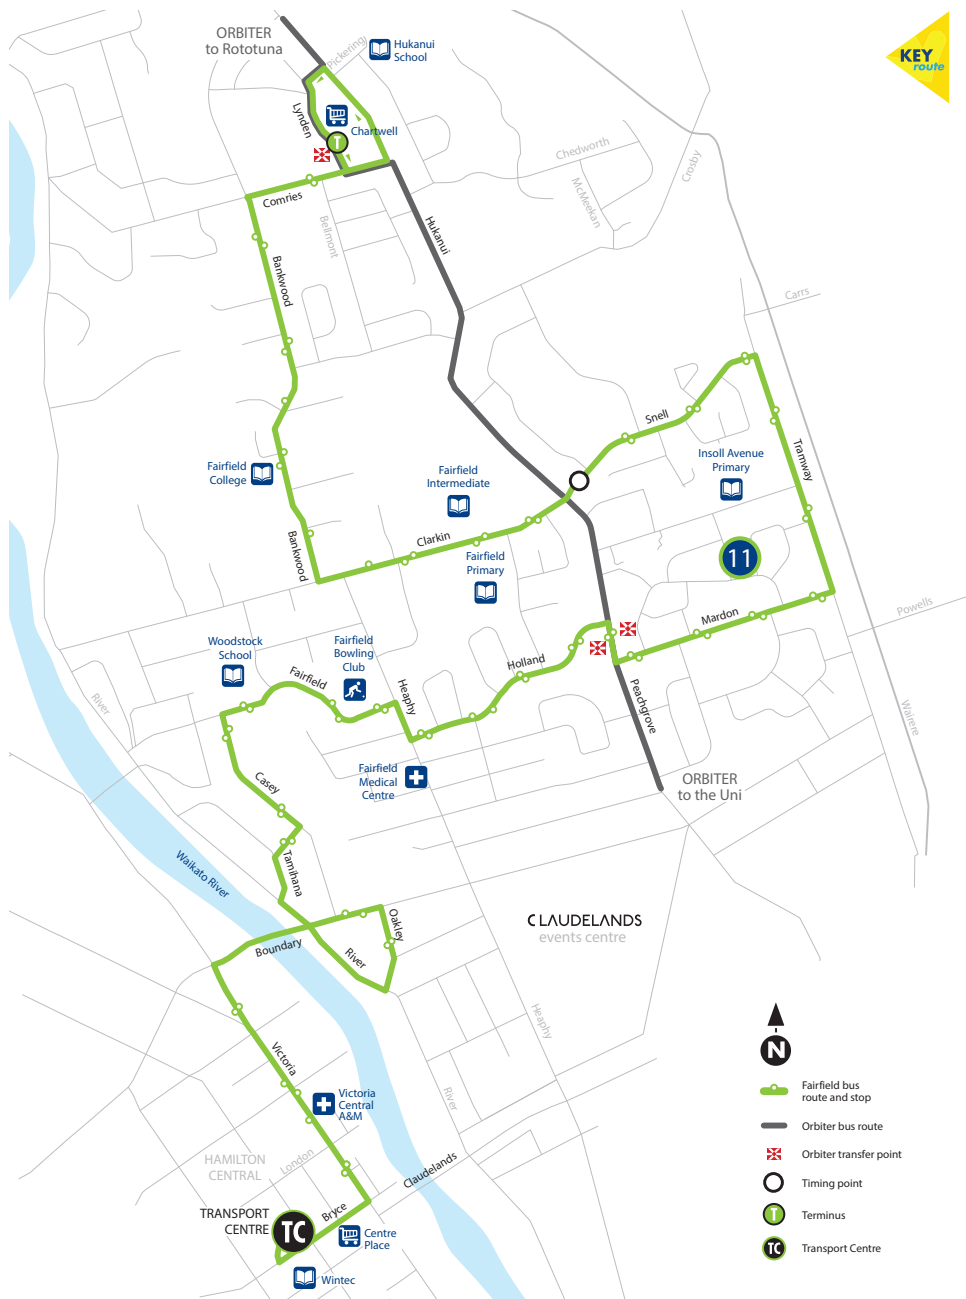 ORBITER
to Rototuna
Pickering
Hukanui
School
KEY
route
Lynden
Chartwell
T
Chedworth
Crosby
McMeekan
Comries
Bellmont
Hukanui
Bankwood
Carrs
Snell
Tramway
Insoll Avenue
Primary
Fairfield
College
Fairfield
Intermediate
Clarkin
Bankwood
Fairfield
Primary
11
Mardon
Powells
Woodstock
School
Fairfield
Bowling
Club
Fairfield
Heaphy
Holland
Peachgrove
River
Wairere
Casey
Fairfield
Medical
Centre
ORBITER
to the Uni
Waikato River
Tamihana
Oakley
CLAUDELANDS
events centre
Boundary
River
Heaphy
N
Victoria
Victoria
Central
A&M
River
Fairfield bus
route and stop
Orbiter bus route
HAMILTON
CENTRAL
London
Claudelands
Orbiter transfer point
Timing point
TRANSPORT
CENTRE
TC
Bryce
Centre
Place
T
Terminus
TC
Transport Centre
Wintec